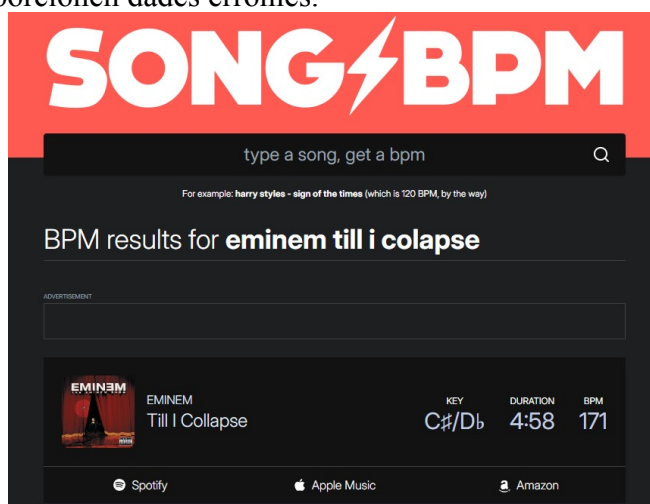 dades errònies.
SONG BPM
type a song, get a bpm
For example: harry styles - sign of the times (which is 120 BPM, by the way)
BPM results for eminem till i colapse
ADVERTISEMENT
EMINEM
EMINEM
Till I Collapse
KEY DURATION BPM
C♯/D♭ 4:58 171
Spotify Apple Music Amazon